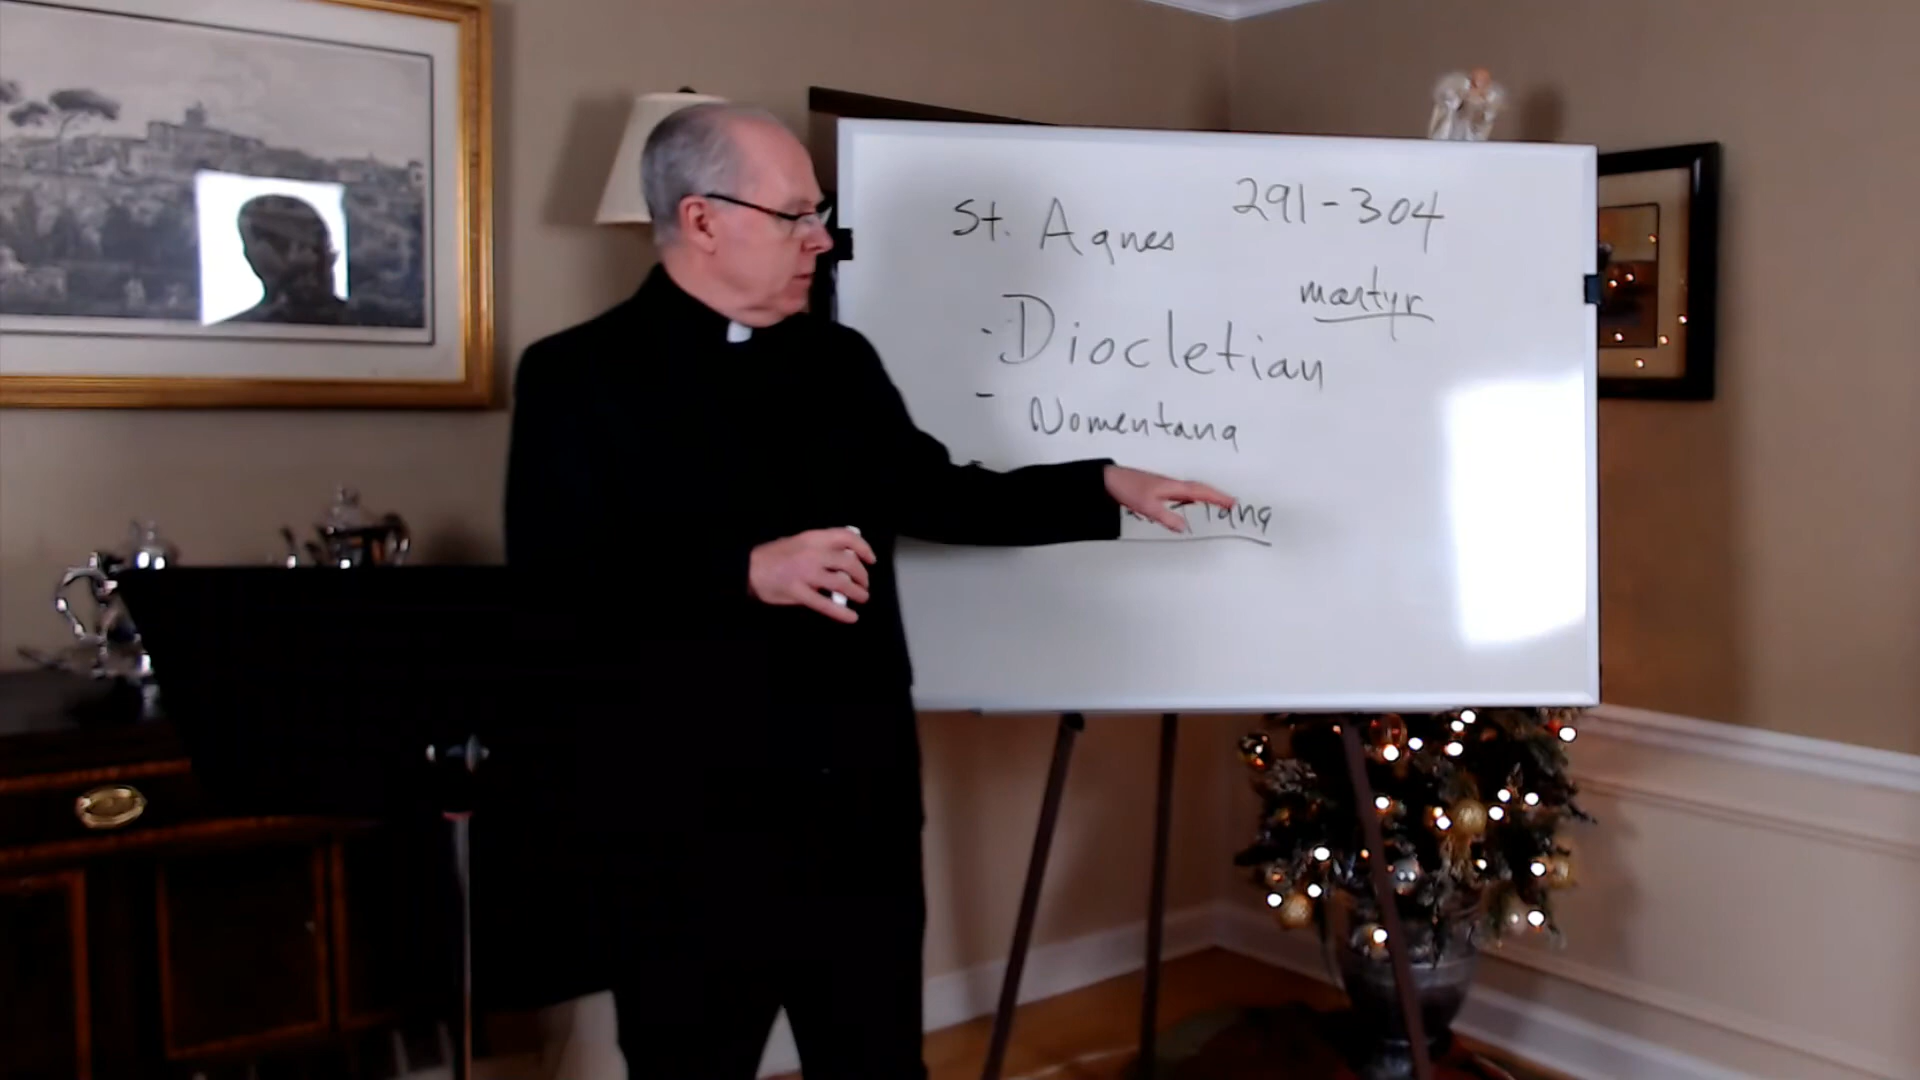 St. Agnes 291-304
martyr
· Diocletian
- Nomentana